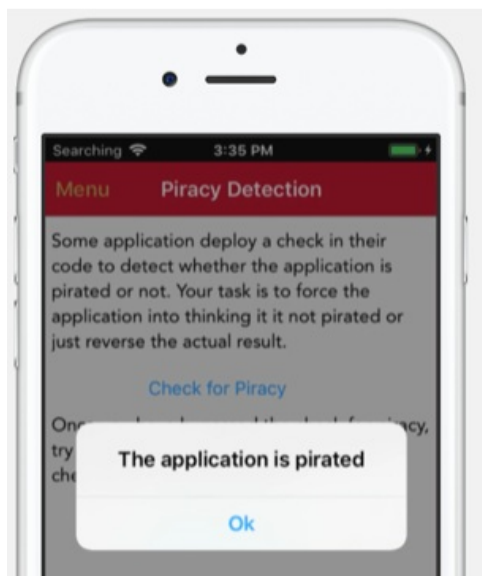 Searching 3:35 PM
Menu Piracy Detection
Some application deploy a check in their
code to detect whether the application is
pirated or not. Your task is to force the
application into thinking it it not pirated or
just reverse the actual result.
Check for Piracy
try
The application is pirated
Ok